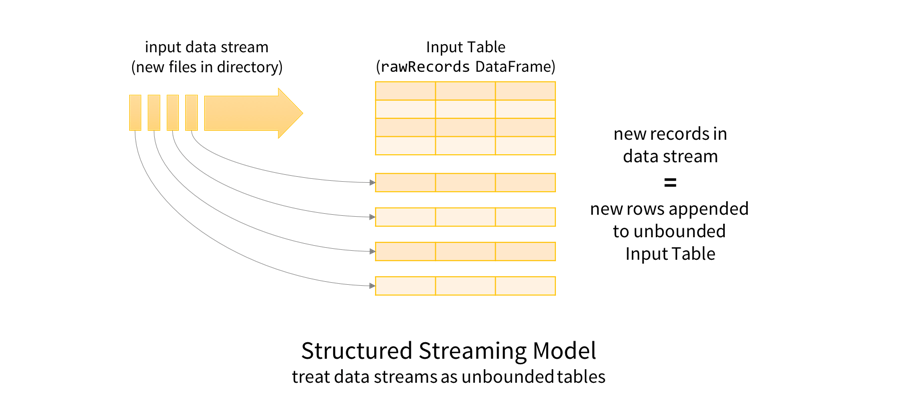 input data stream
(new files in directory)
Input Table
(rawRecords DataFrame)
new records in
data stream
=
new rows appended
to unbounded
Input Table
Structured Streaming Model
treat data streams as unbounded tables